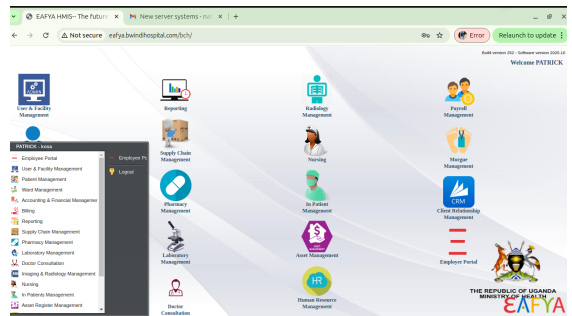 EAFYA HMIS-- The future
New server systems - na
Not secure
eafya.bwindihospital.com/bch/
Error
Relaunch to update
Build version 292 - Software version 2025.10
Welcome PATRICK
ADMIN
User & Facility
Management
Reporting
Radiology
Management
Payroll
Management
Supply Chain
Management
Nursing
Morgue
Management
Pharmacy
Management
In Patient
Management
CRM
Client Relationship
Management
Laboratory
Management
Asset Management
Employee Portal
Doctor
Consultation
HR
Human Resource
Management
PATRICK - kosa
Employee Portal
User & Facility Management
Patient Management
Ward Management
Accounting & Financial Managemer
Billing
Reporting
Supply Chain Management
Pharmacy Management
Laboratory Management
Doctor Consultation
Imaging & Radiology Management
Nursing
In Patients Management
Asset Register Management
Employee Po
Logout
THE REPUBLIC OF UGANDA
MINISTRY OF HEALTH
EAFYA